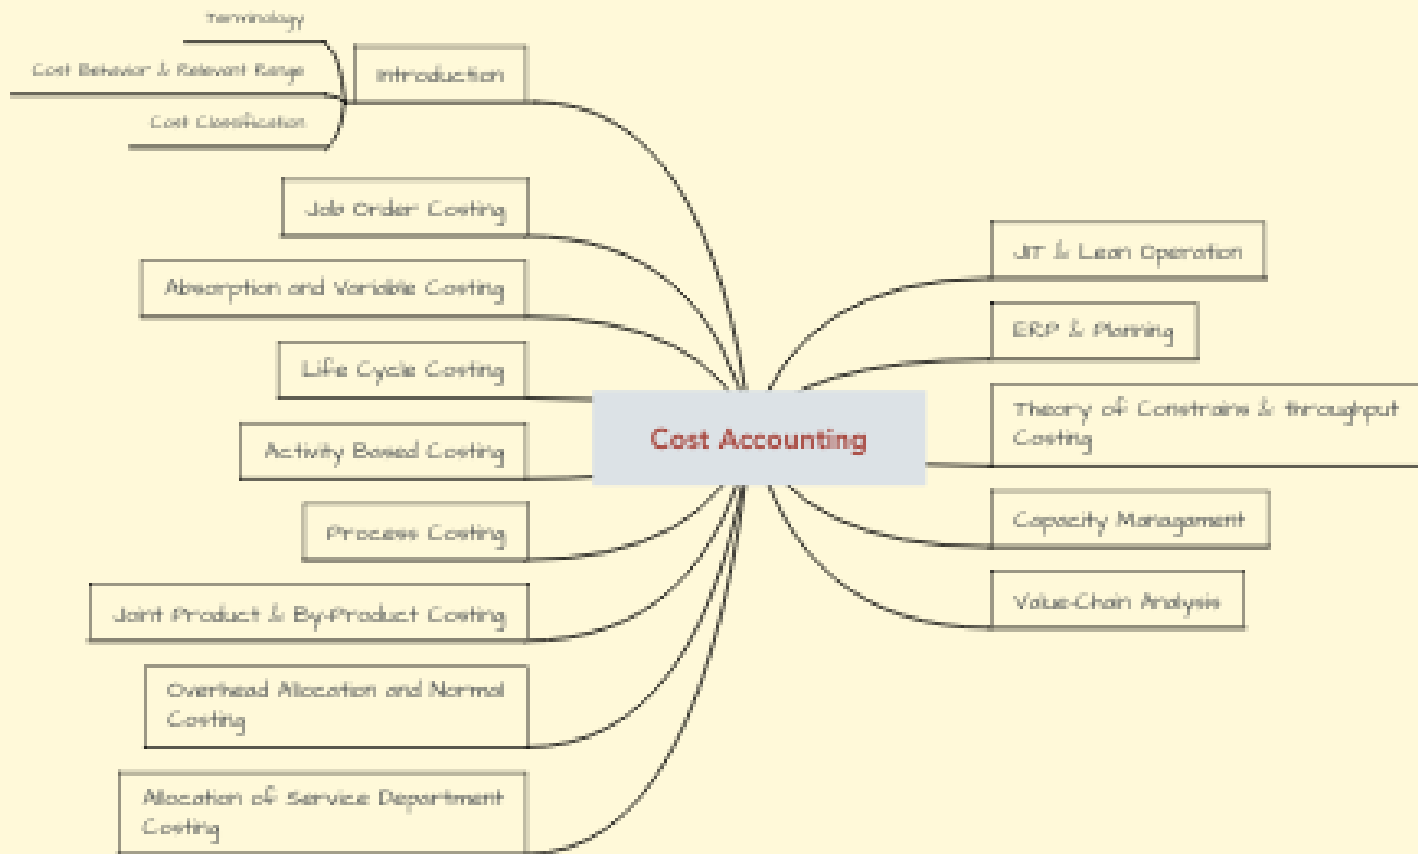 Terminology
Cost Behavior & Relevant Range
Cost Classification
Introduction
Job Order Costing
Absorption and Variable Costing
Life Cycle Costing
Activity Based Costing
Process Costing
Joint Product & By-Product Costing
Overhead Allocation and Normal
Costing
Allocation of Service Department
Costing
Cost Accounting
JIT & Lean Operation
ERP & Planning
Theory of Constrains & throughput
Costing
Capacity Managament
Value-Chain Analysis